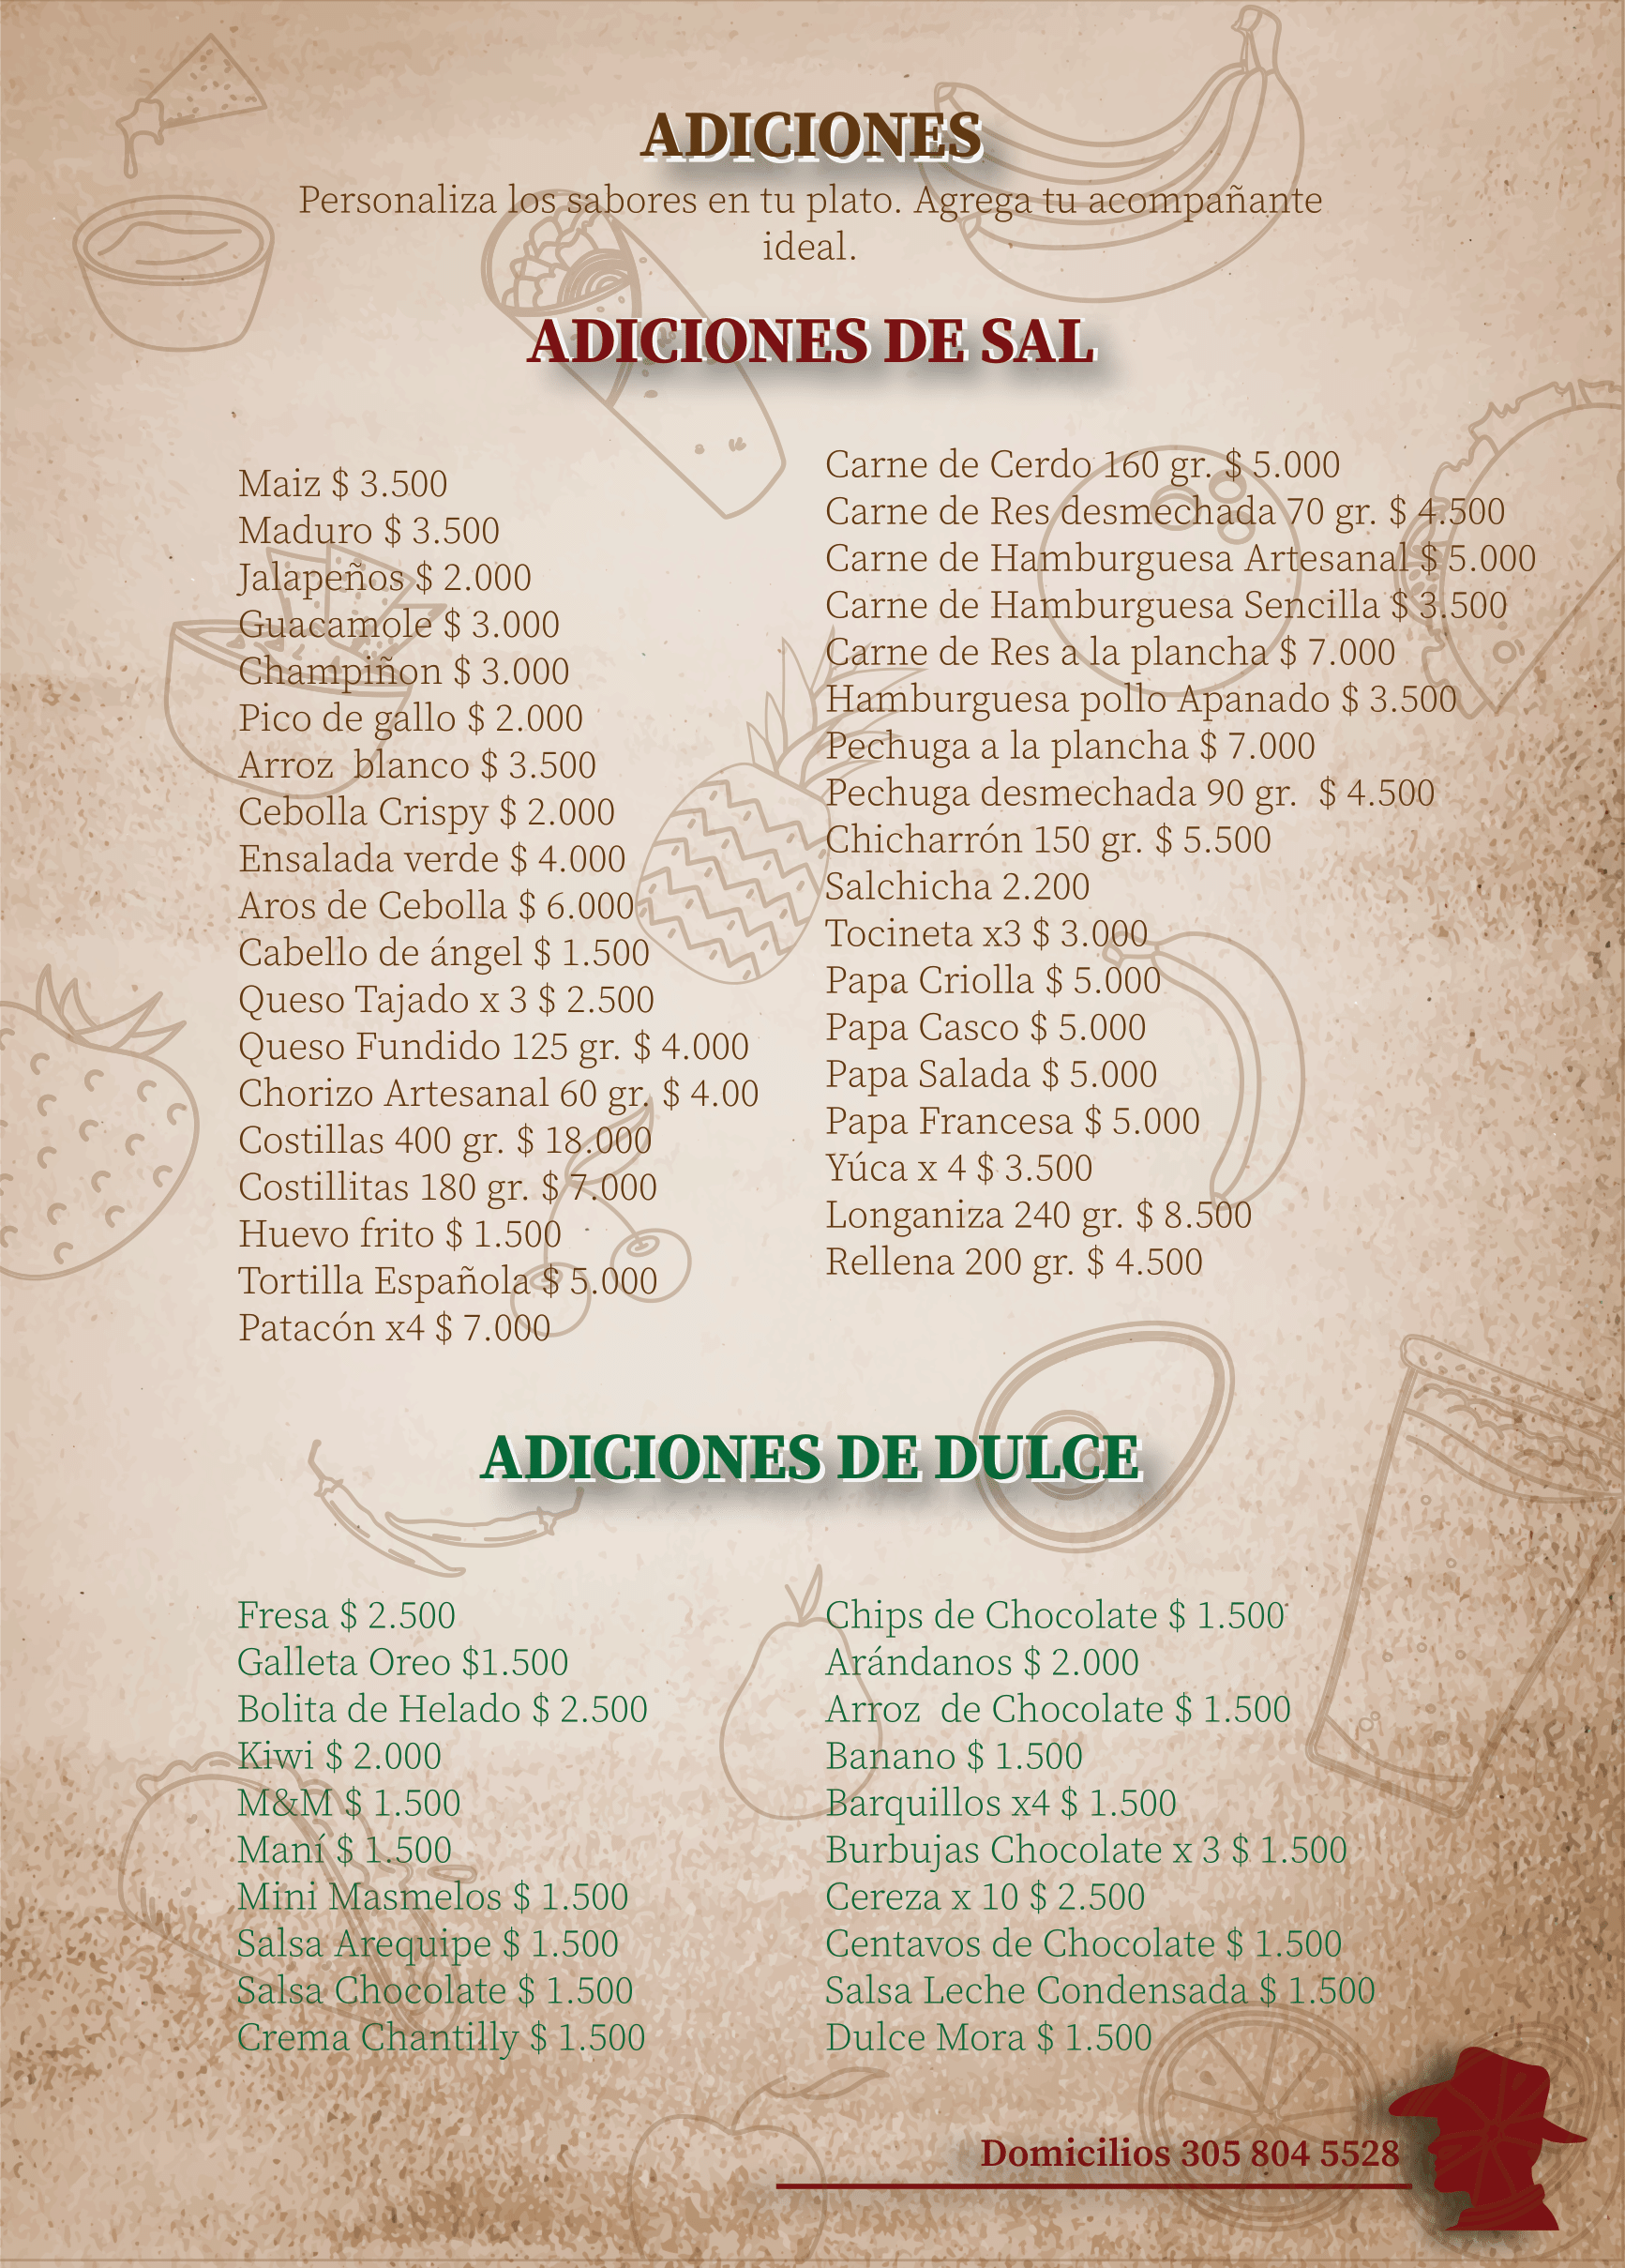 ADICIONES
Personaliza los sabores en tu plato. Agrega tu acompañante
ideal.
ADICIONES DE SAL
Maiz $ 3.500
Maduro $ 3.500
Jalapeños $ 2.000
Guacamole $ 3.000
Champiñon $ 3.000
Pico de gallo $ 2.000
Arroz  blanco $ 3.500
Cebolla Crispy $ 2.000
Ensalada verde $ 4.000
Aros de Cebolla $ 6.000
Cabello de ángel $ 1.500
Queso Tajado x 3 $ 2.500
Queso Fundido 125 gr. $ 4.000
Chorizo Artesanal 60 gr. $ 4.00
Costillas 400 gr. $ 18.000
Costillitas 180 gr. $ 7.000
Huevo frito $ 1.500
Tortilla Española $ 5.000
Patacón x4 $ 7.000
Carne de Cerdo 160 gr. $ 5.000
Carne de Res desmechada 70 gr. $ 4.500
Carne de Hamburguesa Artesanal $ 5.000
Carne de Hamburguesa Sencilla $ 3.500
Carne de Res a la plancha $ 7.000
Hamburguesa pollo Apanado $ 3.500
Pechuga a la plancha $ 7.000
Pechuga desmechada 90 gr.  $ 4.500
Chicharrón 150 gr. $ 5.500
Salchicha 2.200
Tocineta x3 $ 3.000
Papa Criolla $ 5.000
Papa Casco $ 5.000
Papa Salada $ 5.000
Papa Francesa $ 5.000
Yúca x 4 $ 3.500
Longaniza 240 gr. $ 8.500
Rellena 200 gr. $ 4.500
ADICIONES DE DULCE
Fresa $ 2.500
Galleta Oreo $1.500
Bolita de Helado $ 2.500
Kiwi $ 2.000
M&M $ 1.500
Maní $ 1.500
Mini Masmelos $ 1.500
Salsa Arequipe $ 1.500
Salsa Chocolate $ 1.500
Crema Chantilly $ 1.500
Chips de Chocolate $ 1.500
Arándanos $ 2.000
Arroz  de Chocolate $ 1.500
Banano $ 1.500
Barquillos x4 $ 1.500
Burbujas Chocolate x 3 $ 1.500
Cereza x 10 $ 2.500
Centavos de Chocolate $ 1.500
Salsa Leche Condensada $ 1.500
Dulce Mora $ 1.500
Domicilios 305 804 5528